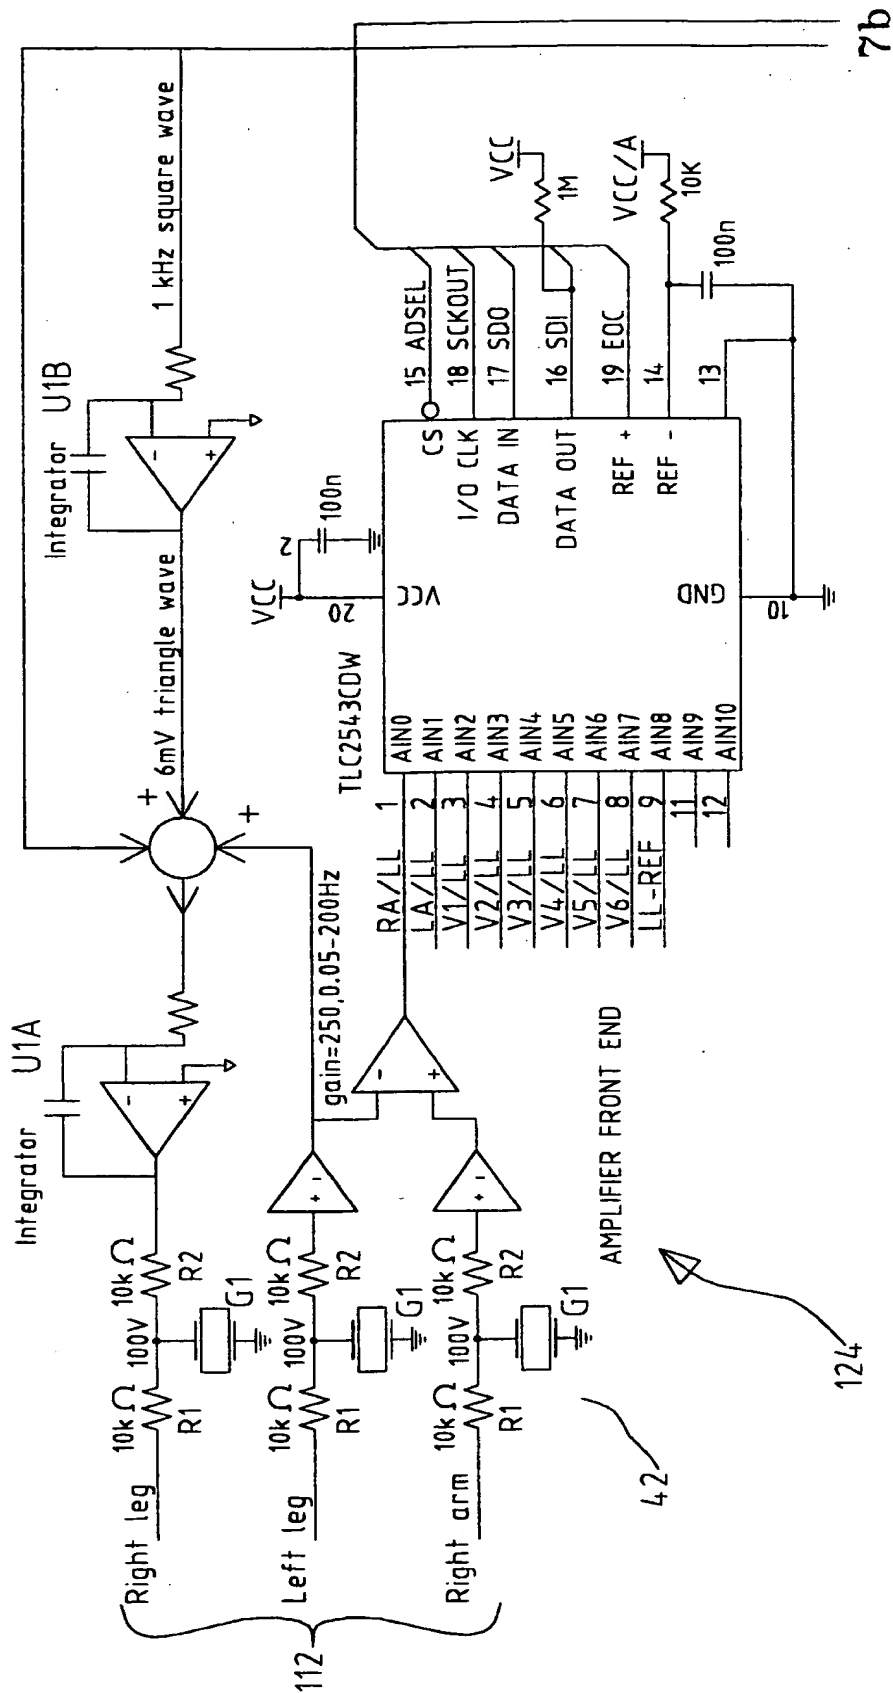 Integrator
U1A
Integrator
U1B
1 kHz square wave
6mV triangle wave
+
+
-
+
-
+
Right leg
10kΩ
R1
100V
10kΩ
R2
G1
Left leg
10kΩ
R1
100V
10kΩ
R2
G1
Right arm
10kΩ
R1
100V
10kΩ
R2
G1
+ -
+ -
-
+
gain=250,0.05-200Hz
112
42
124
AMPLIFIER FRONT END
TLC2543CDW
VCC
20
2
100n
VCC
RA/LL 1 AIN0
LA/LL 2 AIN1
V1/LL 3 AIN2
V2/LL 4 AIN3
V3/LL 5 AIN4
V4/LL 6 AIN5
V5/LL 7 AIN6
V6/LL 8 AIN7
LL-REF 9 AIN8
11 AIN9
12 AIN10
CS 15 ADSEL
I/O CLK 18 SCKOUT
DATA IN 17 SDO
DATA OUT 16 SDI
REF + 19 EOC
REF - 14
13
GND
10
VCC
1M
VCC/A
10K
100n
7b